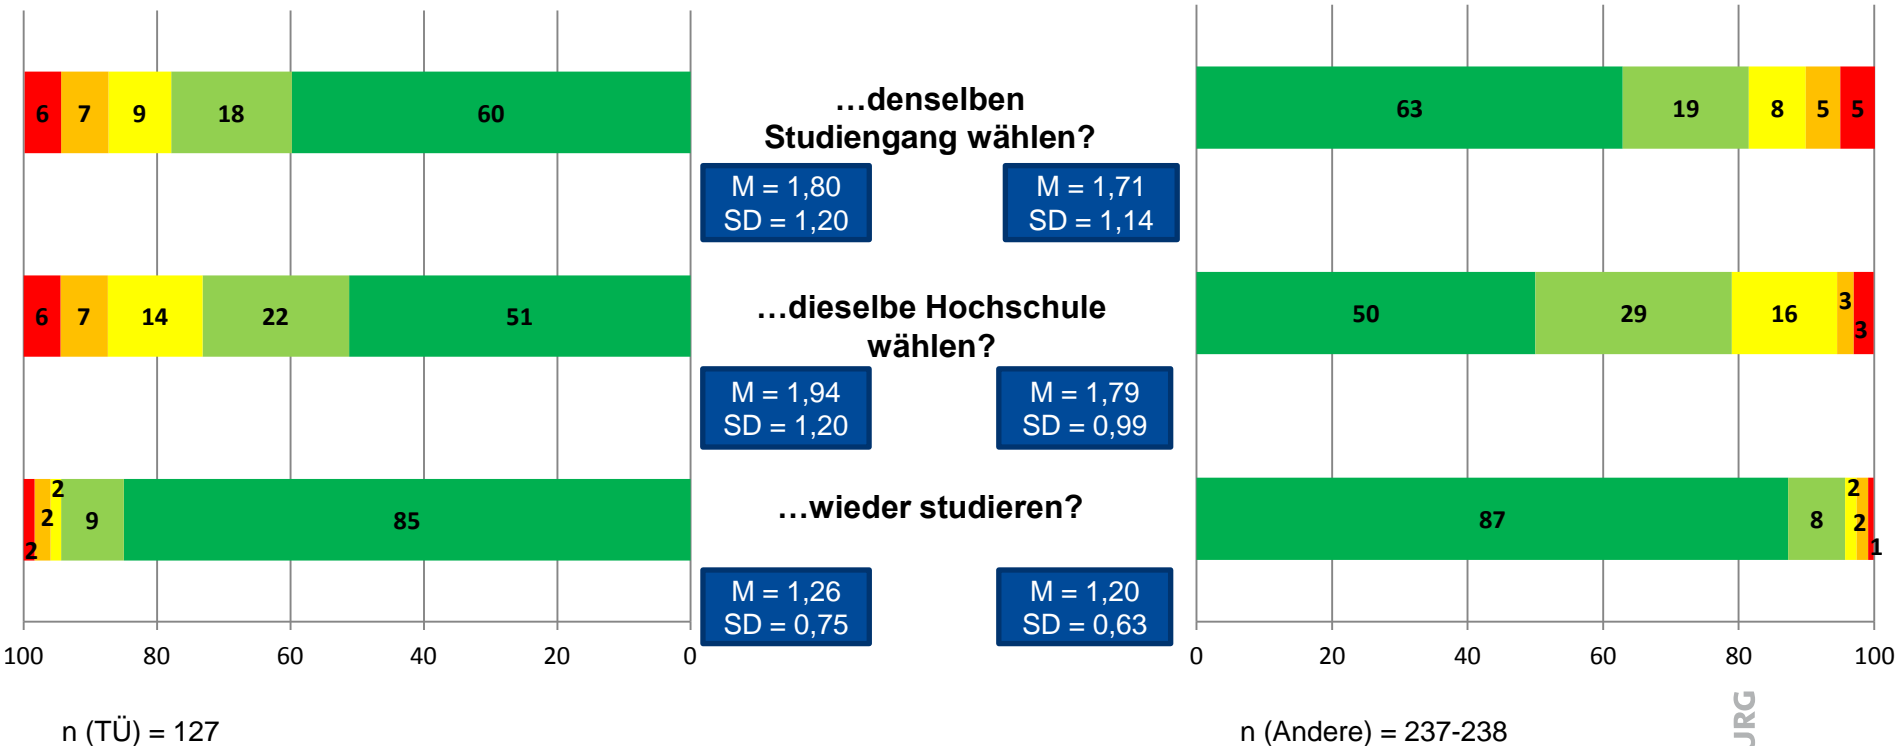 6 7 9 18 60
…denselben
Studiengang wählen?
63 19 8 5 5
M = 1,80
SD = 1,20
M = 1,71
SD = 1,14
6 7 14 22 51
…dieselbe Hochschule
wählen?
50 29 16 3 3
M = 1,94
SD = 1,20
M = 1,79
SD = 0,99
2 2 2 9 85
…wieder studieren?
87 8 2 2 1
M = 1,26
SD = 0,75
M = 1,20
SD = 0,63
100 80 60 40 20 0
0 20 40 60 80 100
n (TÜ) = 127
n (Andere) = 237-238
URG